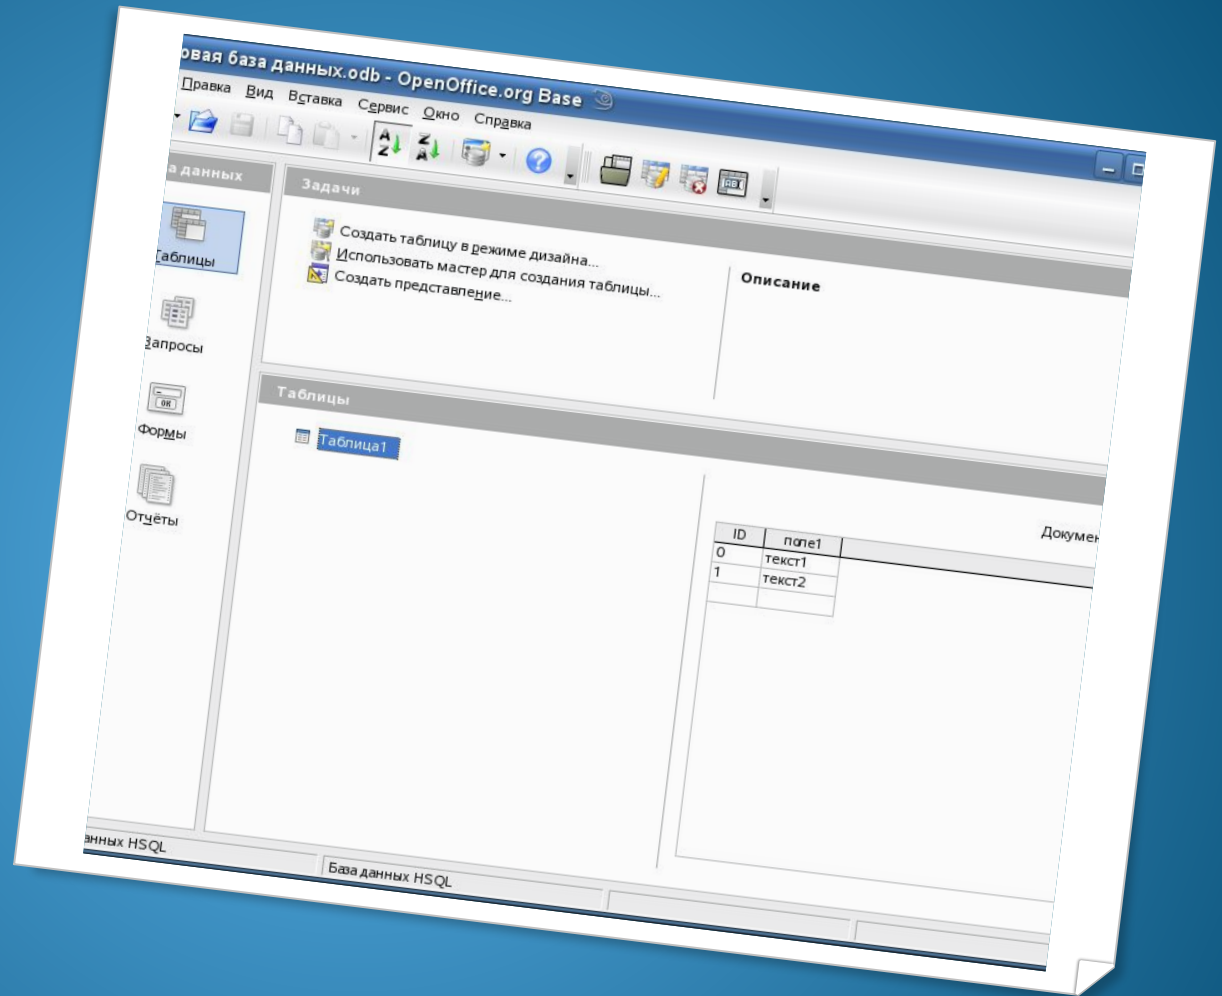 овая база данных.odb - OpenOffice.org Base
Правка Вид Вставка Сервис Окно Справка
а данных
Задачи
Таблицы
Запросы
Формы
Отчёты
Создать таблицу в режиме дизайна...
Использовать мастер для создания таблицы...
Создать представление...
Описание
Таблицы
Таблица1
Докумен
ID поле1
0 текст1
1 текст2
анных HSQL
База данных HSQL